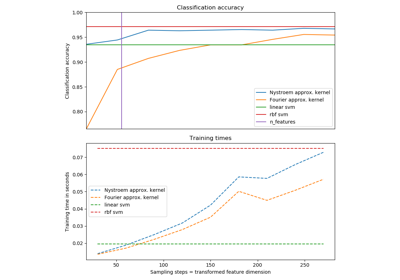 Classification accuracy
1.00
0.95
0.90
0.85
0.80
Classification accuracy
Nystroem approx. kernel
Fourier approx. kernel
linear svm
rbf svm
n_features
Training times
0.07
0.06
0.05
0.04
0.03
0.02
Training time in seconds
Nystroem approx. kernel
Fourier approx. kernel
linear svm
rbf svm
50 100 150 200 250
Sampling steps = transformed feature dimension